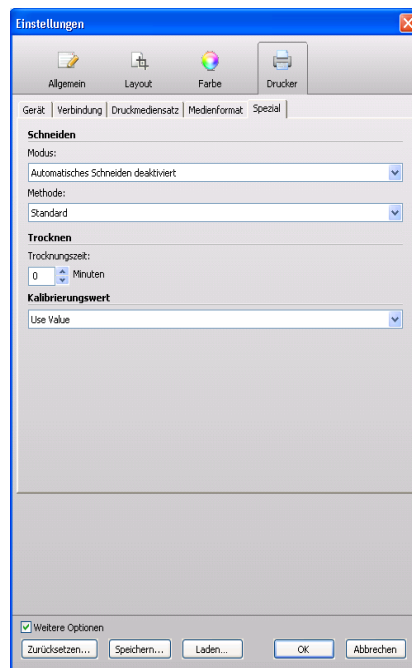 Einstellungen
Allgemein Layout Farbe Drucker
Gerät Verbindung Druckmediensatz Medienformat Spezial
Schneiden
Modus:
Automatisches Schneiden deaktiviert
Methode:
Standard
Trocknen
Trocknungszeit:
0 Minuten
Kalibrierungswert
Use Value
Weitere Optionen
Zurücksetzen... Speichern... Laden... OK Abbrechen